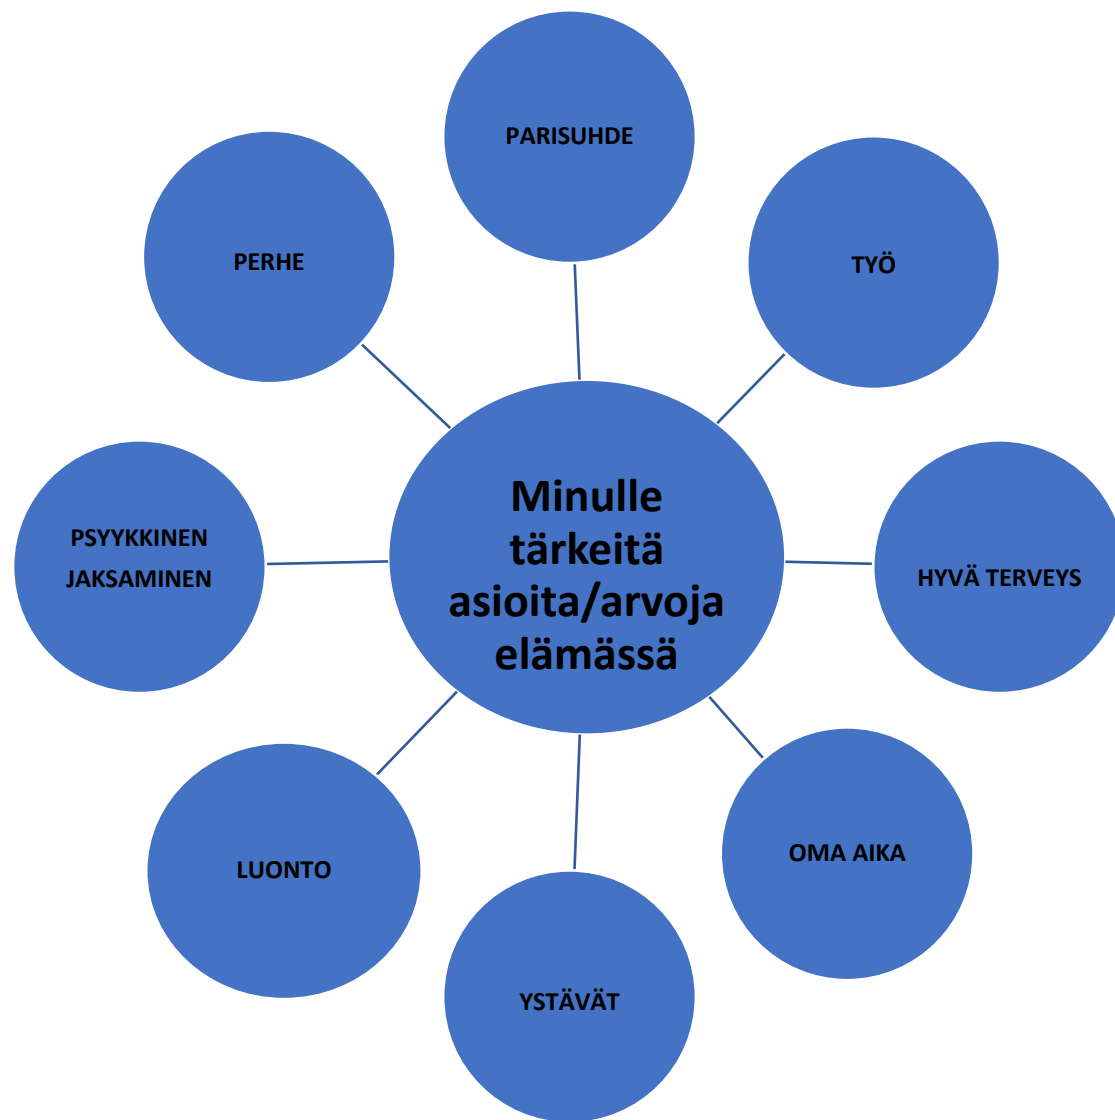 PARISUHDE
PERHE
TYÖ
Minulle
tärkeitä
asioita/arvoja
elämässä
PSYYKKINEN
JAKSAMINEN
HYVÄ TERVEYS
LUONTO
OMA AIKA
YSTÄVÄT